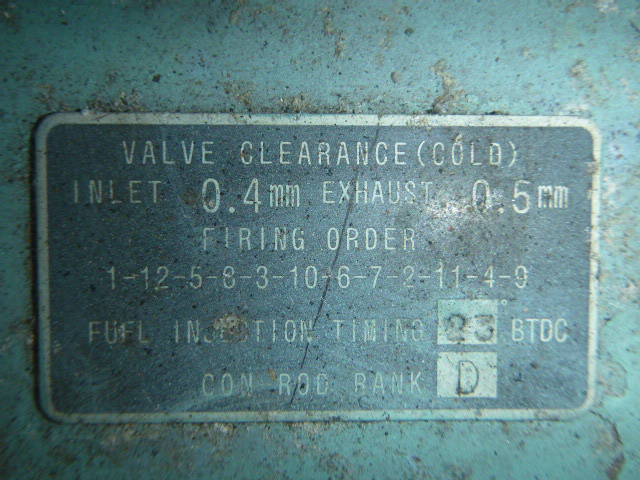 VALVE CLEARANCE(COLD)
INLET 0.4mm EXHAUST 0.6mm
FIRING ORDER
1-12-5-8-3-10-6-7-2-11-4-9
FUEL INJECTION TIMING 23° BTDC
CON ROD RANK D